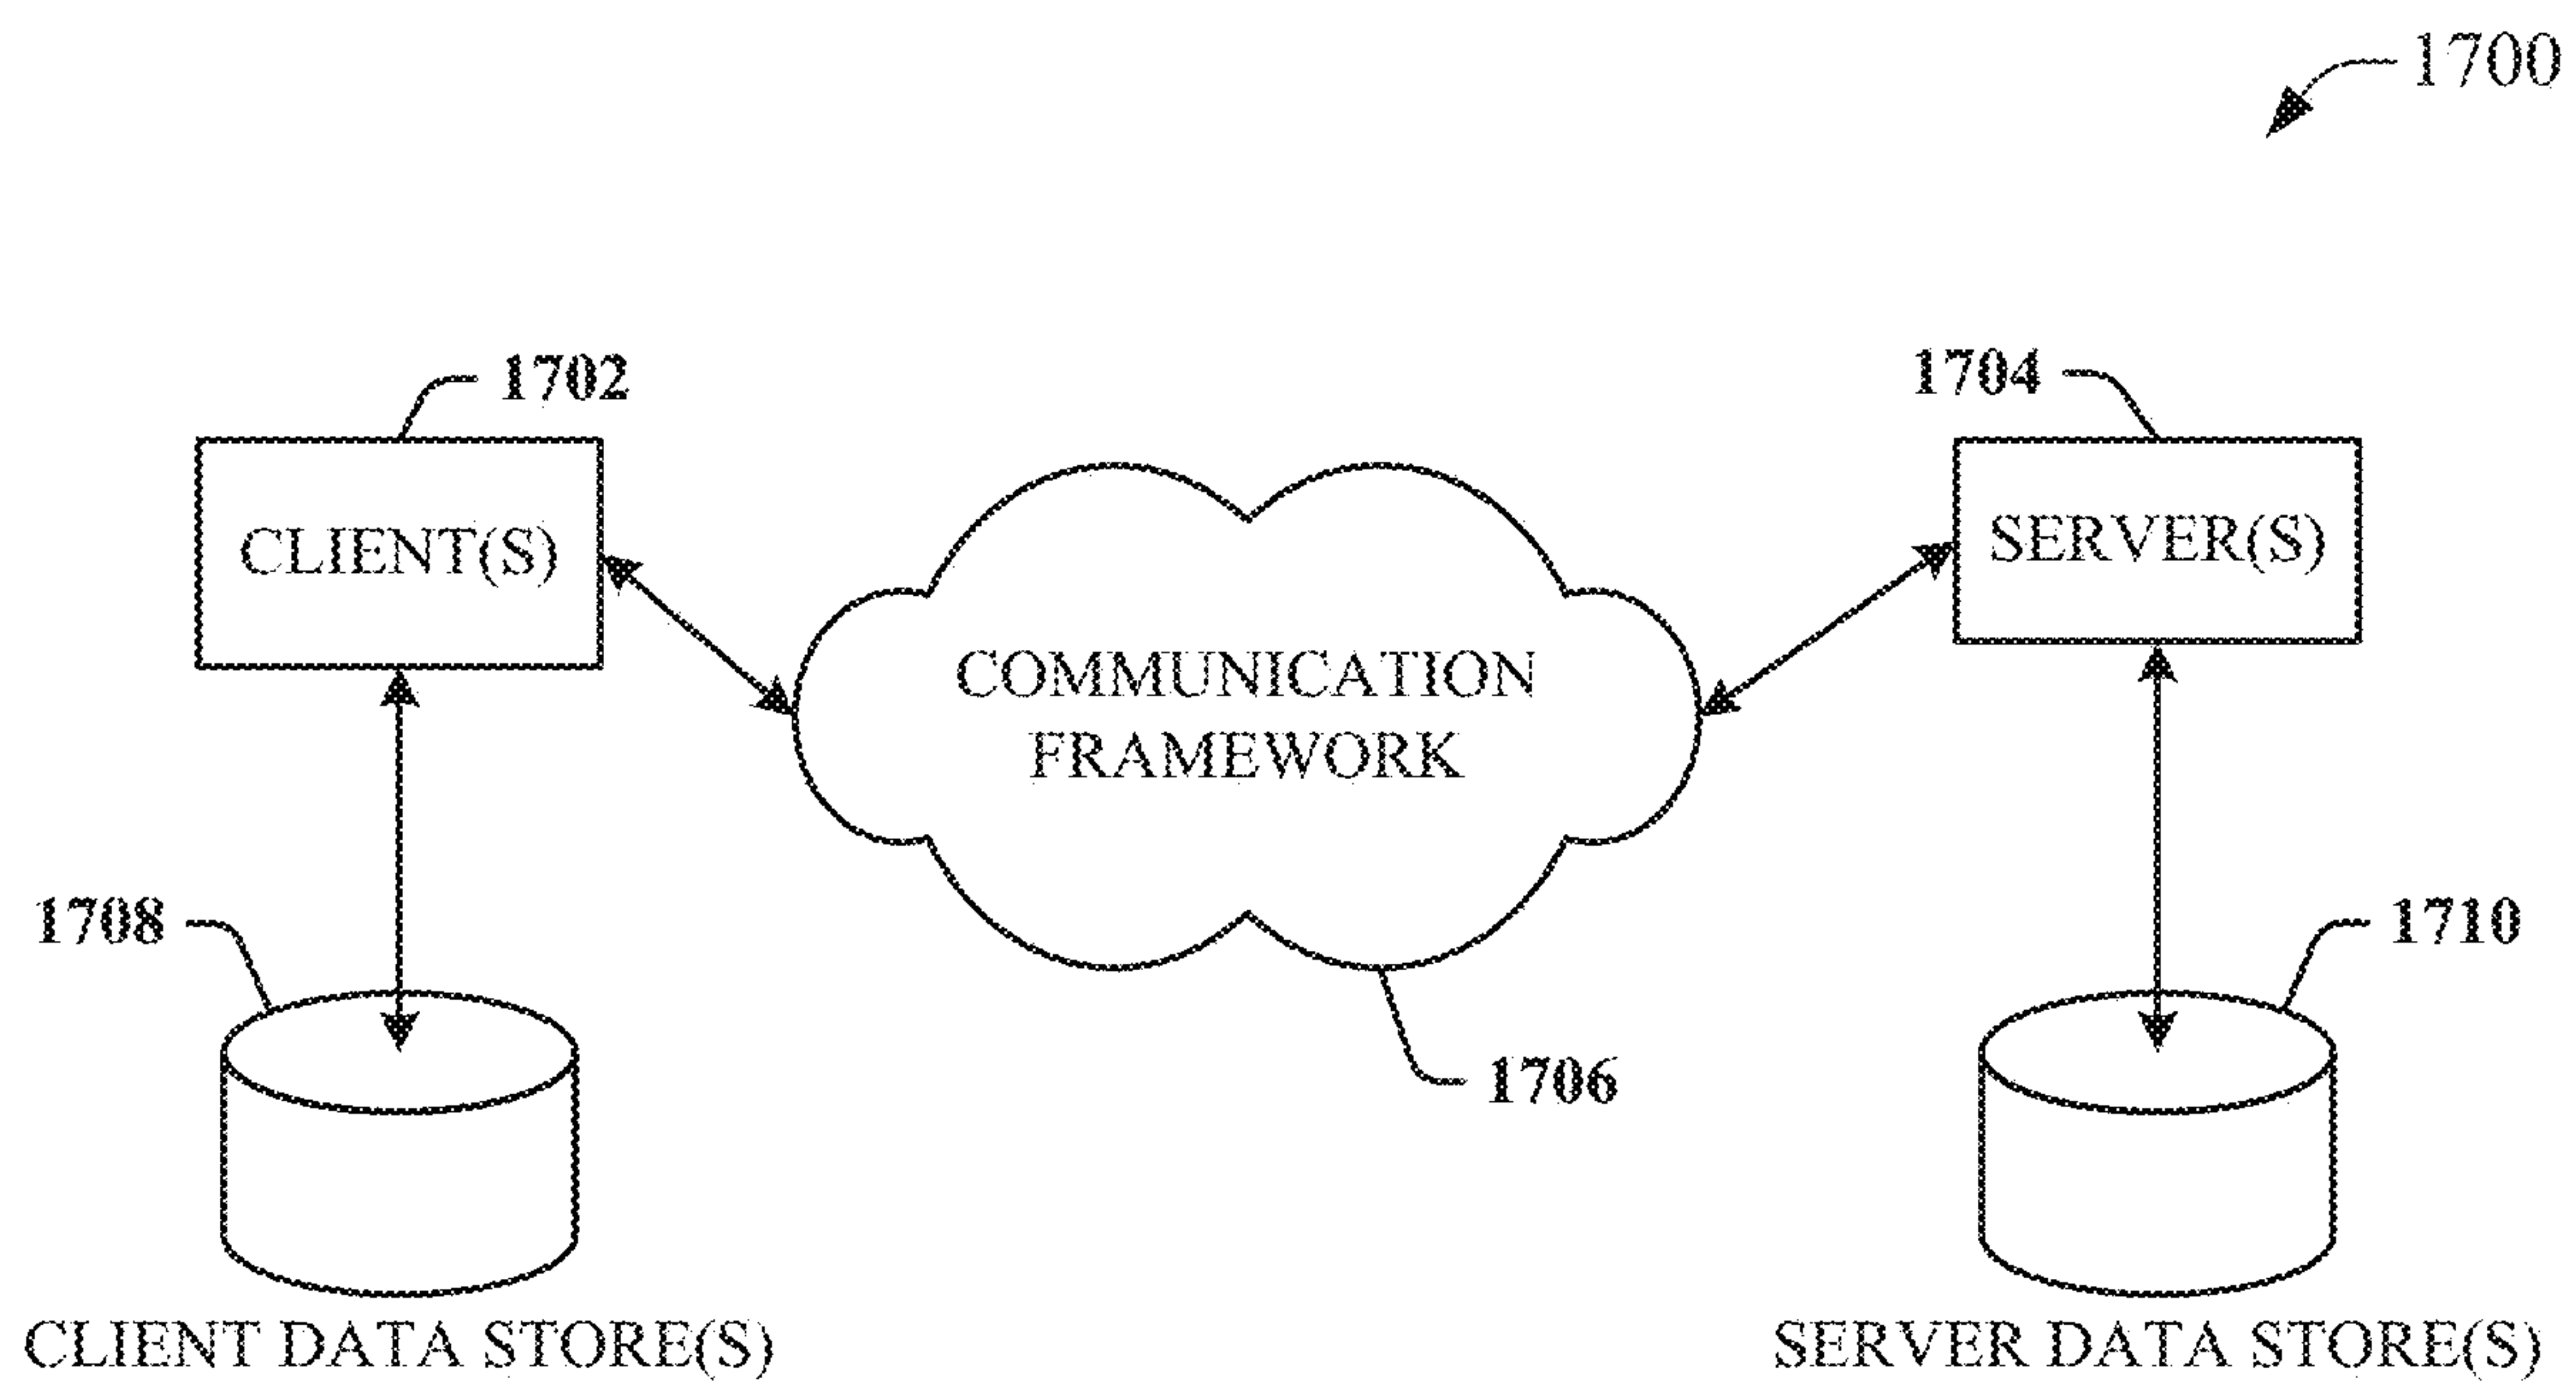 1700
1702
1704
CLIENT(S)
SERVER(S)
COMMUNICATION
FRAMEWORK
1708
1710
1706
CLIENT DATA STORE(S)
SERVER DATA STORE(S)